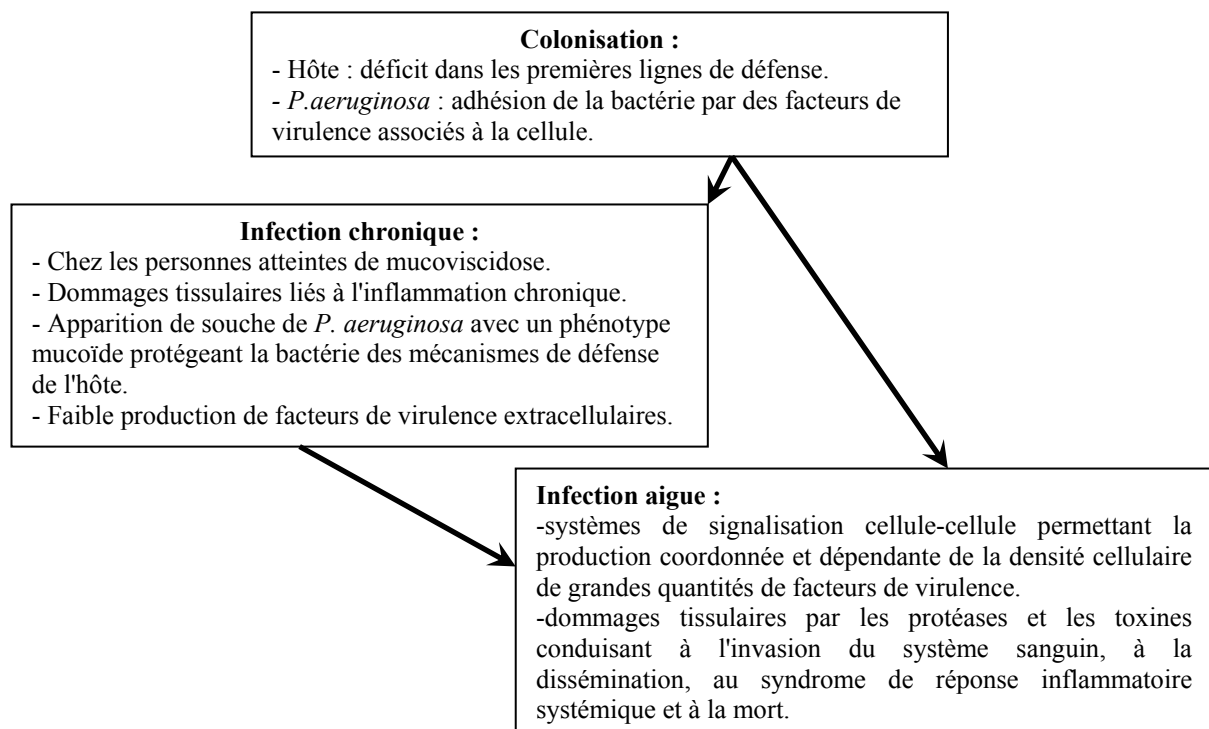 Colonisation :
- Hôte : déficit dans les premières lignes de défense.
- P.aeruginosa : adhésion de la bactérie par des facteurs de
virulence associés à la cellule.
Infection chronique :
- Chez les personnes atteintes de mucoviscidose.
- Dommages tissulaires liés à l'inflammation chronique.
- Apparition de souche de P. aeruginosa avec un phénotype
mucoïde protégeant la bactérie des mécanismes de défense
de l'hôte.
- Faible production de facteurs de virulence extracellulaires.
Infection aigue :
-systèmes de signalisation cellule-cellule permettant la
production coordonnée et dépendante de la densité cellulaire
de grandes quantités de facteurs de virulence.
-dommages tissulaires par les protéases et les toxines
conduisant à l'invasion du système sanguin, à la
dissémination, au syndrome de réponse inflammatoire
systémique et à la mort.